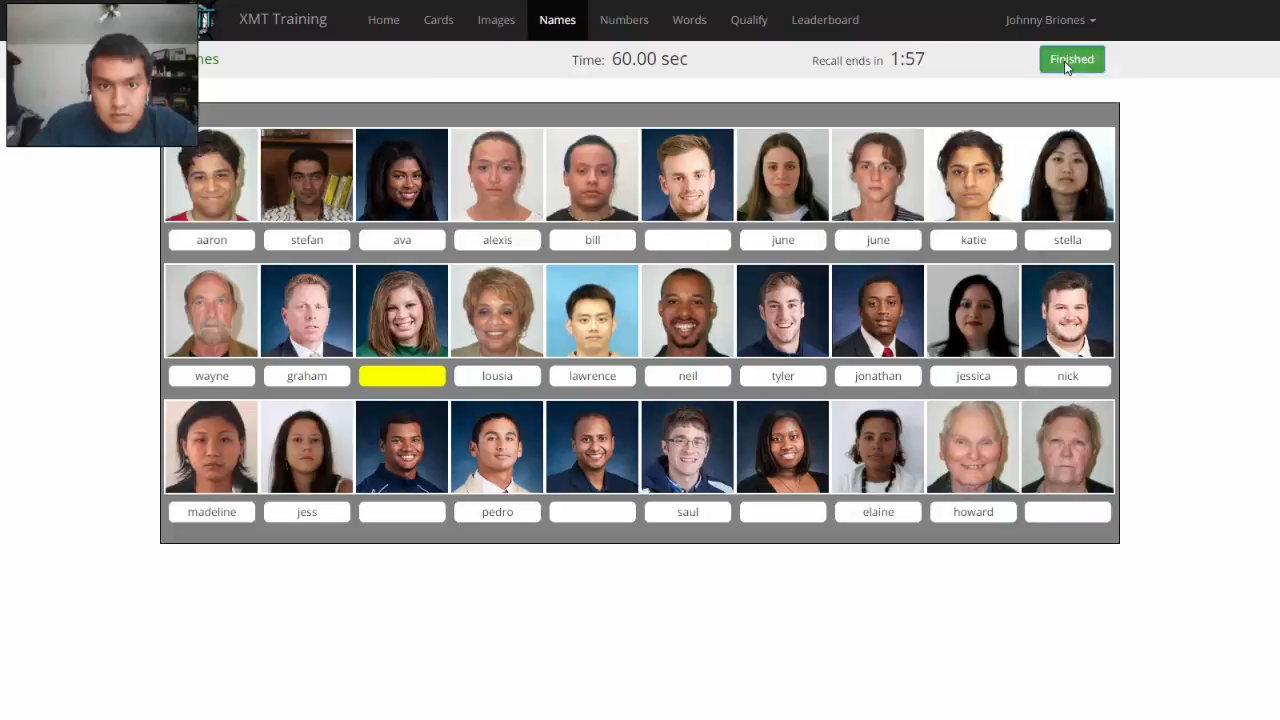 XMT Training Home Cards Images Names Numbers Words Qualify Leaderboard Johnny Briones
mes Time: 60.00 sec Recall ends in 1:57 Finished
aaron stefan ava alexis bill june june katie stella
wayne graham lousia lawrence neil tyler jonathan jessica nick
madeline jess pedro saul elaine howard